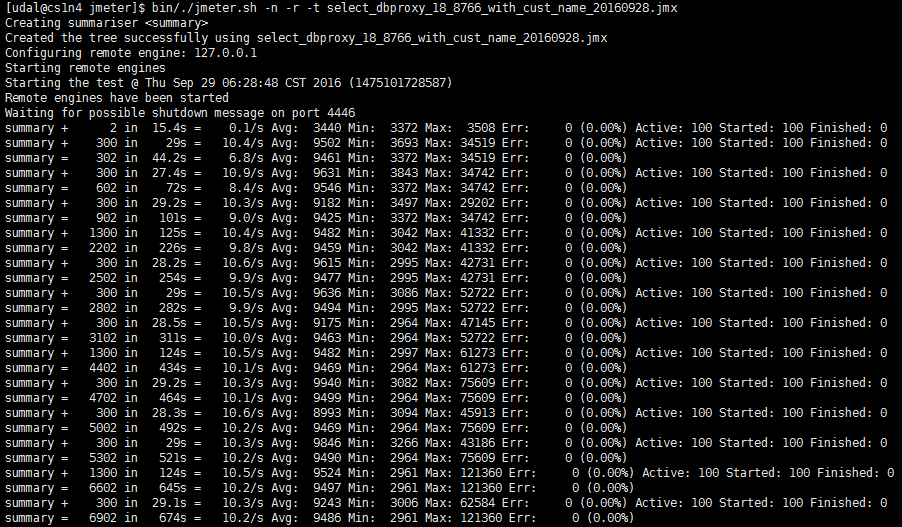 [udal@cs1n4 jmeter]$ bin/./jmeter.sh -n -r -t select_dbproxy_18_8766_with_cust_name_20160928.jmx
Creating summariser <summary>
Created the tree successfully using select_dbproxy_18_8766_with_cust_name_20160928.jmx
Configuring remote engine: 127.0.0.1
Starting remote engines
Starting the test @ Thu Sep 29 06:28:48 CST 2016 (1475101728587)
Remote engines have been started
Waiting for possible shutdown message on port 4446
summary +      2 in  15.4s =    0.1/s Avg:  3440 Min:  3372 Max:  3508 Err:     0 (0.00%) Active: 100 Started: 100 Finished: 0
summary +    300 in    29s =   10.4/s Avg:  9502 Min:  3693 Max: 34519 Err:     0 (0.00%) Active: 100 Started: 100 Finished: 0
summary =    302 in  44.2s =    6.8/s Avg:  9461 Min:  3372 Max: 34519 Err:     0 (0.00%)
summary +    300 in  27.4s =   10.9/s Avg:  9631 Min:  3843 Max: 34742 Err:     0 (0.00%) Active: 100 Started: 100 Finished: 0
summary =    602 in    72s =    8.4/s Avg:  9546 Min:  3372 Max: 34742 Err:     0 (0.00%)
summary +    300 in  29.2s =   10.3/s Avg:  9182 Min:  3497 Max: 29202 Err:     0 (0.00%) Active: 100 Started: 100 Finished: 0
summary =    902 in   101s =    9.0/s Avg:  9425 Min:  3372 Max: 34742 Err:     0 (0.00%)
summary +   1300 in   125s =   10.4/s Avg:  9482 Min:  3042 Max: 41332 Err:     0 (0.00%) Active: 100 Started: 100 Finished: 0
summary =   2202 in   226s =    9.8/s Avg:  9459 Min:  3042 Max: 41332 Err:     0 (0.00%)
summary +    300 in  28.2s =   10.6/s Avg:  9615 Min:  2995 Max: 42731 Err:     0 (0.00%) Active: 100 Started: 100 Finished: 0
summary =   2502 in   254s =    9.9/s Avg:  9477 Min:  2995 Max: 42731 Err:     0 (0.00%)
summary +    300 in    29s =   10.5/s Avg:  9636 Min:  3086 Max: 52722 Err:     0 (0.00%) Active: 100 Started: 100 Finished: 0
summary =   2802 in   282s =    9.9/s Avg:  9494 Min:  2995 Max: 52722 Err:     0 (0.00%)
summary +    300 in  28.5s =   10.5/s Avg:  9175 Min:  2964 Max: 47145 Err:     0 (0.00%) Active: 100 Started: 100 Finished: 0
summary =   3102 in   311s =   10.0/s Avg:  9463 Min:  2964 Max: 52722 Err:     0 (0.00%)
summary +   1300 in   124s =   10.5/s Avg:  9482 Min:  2997 Max: 61273 Err:     0 (0.00%) Active: 100 Started: 100 Finished: 0
summary =   4402 in   434s =   10.1/s Avg:  9469 Min:  2964 Max: 61273 Err:     0 (0.00%)
summary +    300 in  29.2s =   10.3/s Avg:  9940 Min:  3082 Max: 75609 Err:     0 (0.00%) Active: 100 Started: 100 Finished: 0
summary =   4702 in   464s =   10.1/s Avg:  9499 Min:  2964 Max: 75609 Err:     0 (0.00%)
summary +    300 in  28.3s =   10.6/s Avg:  8993 Min:  3094 Max: 45913 Err:     0 (0.00%) Active: 100 Started: 100 Finished: 0
summary =   5002 in   492s =   10.2/s Avg:  9469 Min:  2964 Max: 75609 Err:     0 (0.00%)
summary +    300 in    29s =   10.3/s Avg:  9846 Min:  3266 Max: 43186 Err:     0 (0.00%) Active: 100 Started: 100 Finished: 0
summary =   5302 in   521s =   10.2/s Avg:  9490 Min:  2964 Max: 75609 Err:     0 (0.00%)
summary +   1300 in   124s =   10.5/s Avg:  9524 Min:  2961 Max: 121360 Err:     0 (0.00%) Active: 100 Started: 100 Finished: 0
summary =   6602 in   645s =   10.2/s Avg:  9497 Min:  2961 Max: 121360 Err:     0 (0.00%)
summary +    300 in  29.1s =   10.3/s Avg:  9243 Min:  3006 Max: 62584 Err:     0 (0.00%) Active: 100 Started: 100 Finished: 0
summary =   6902 in   674s =   10.2/s Avg:  9486 Min:  2961 Max: 121360 Err:     0 (0.00%)